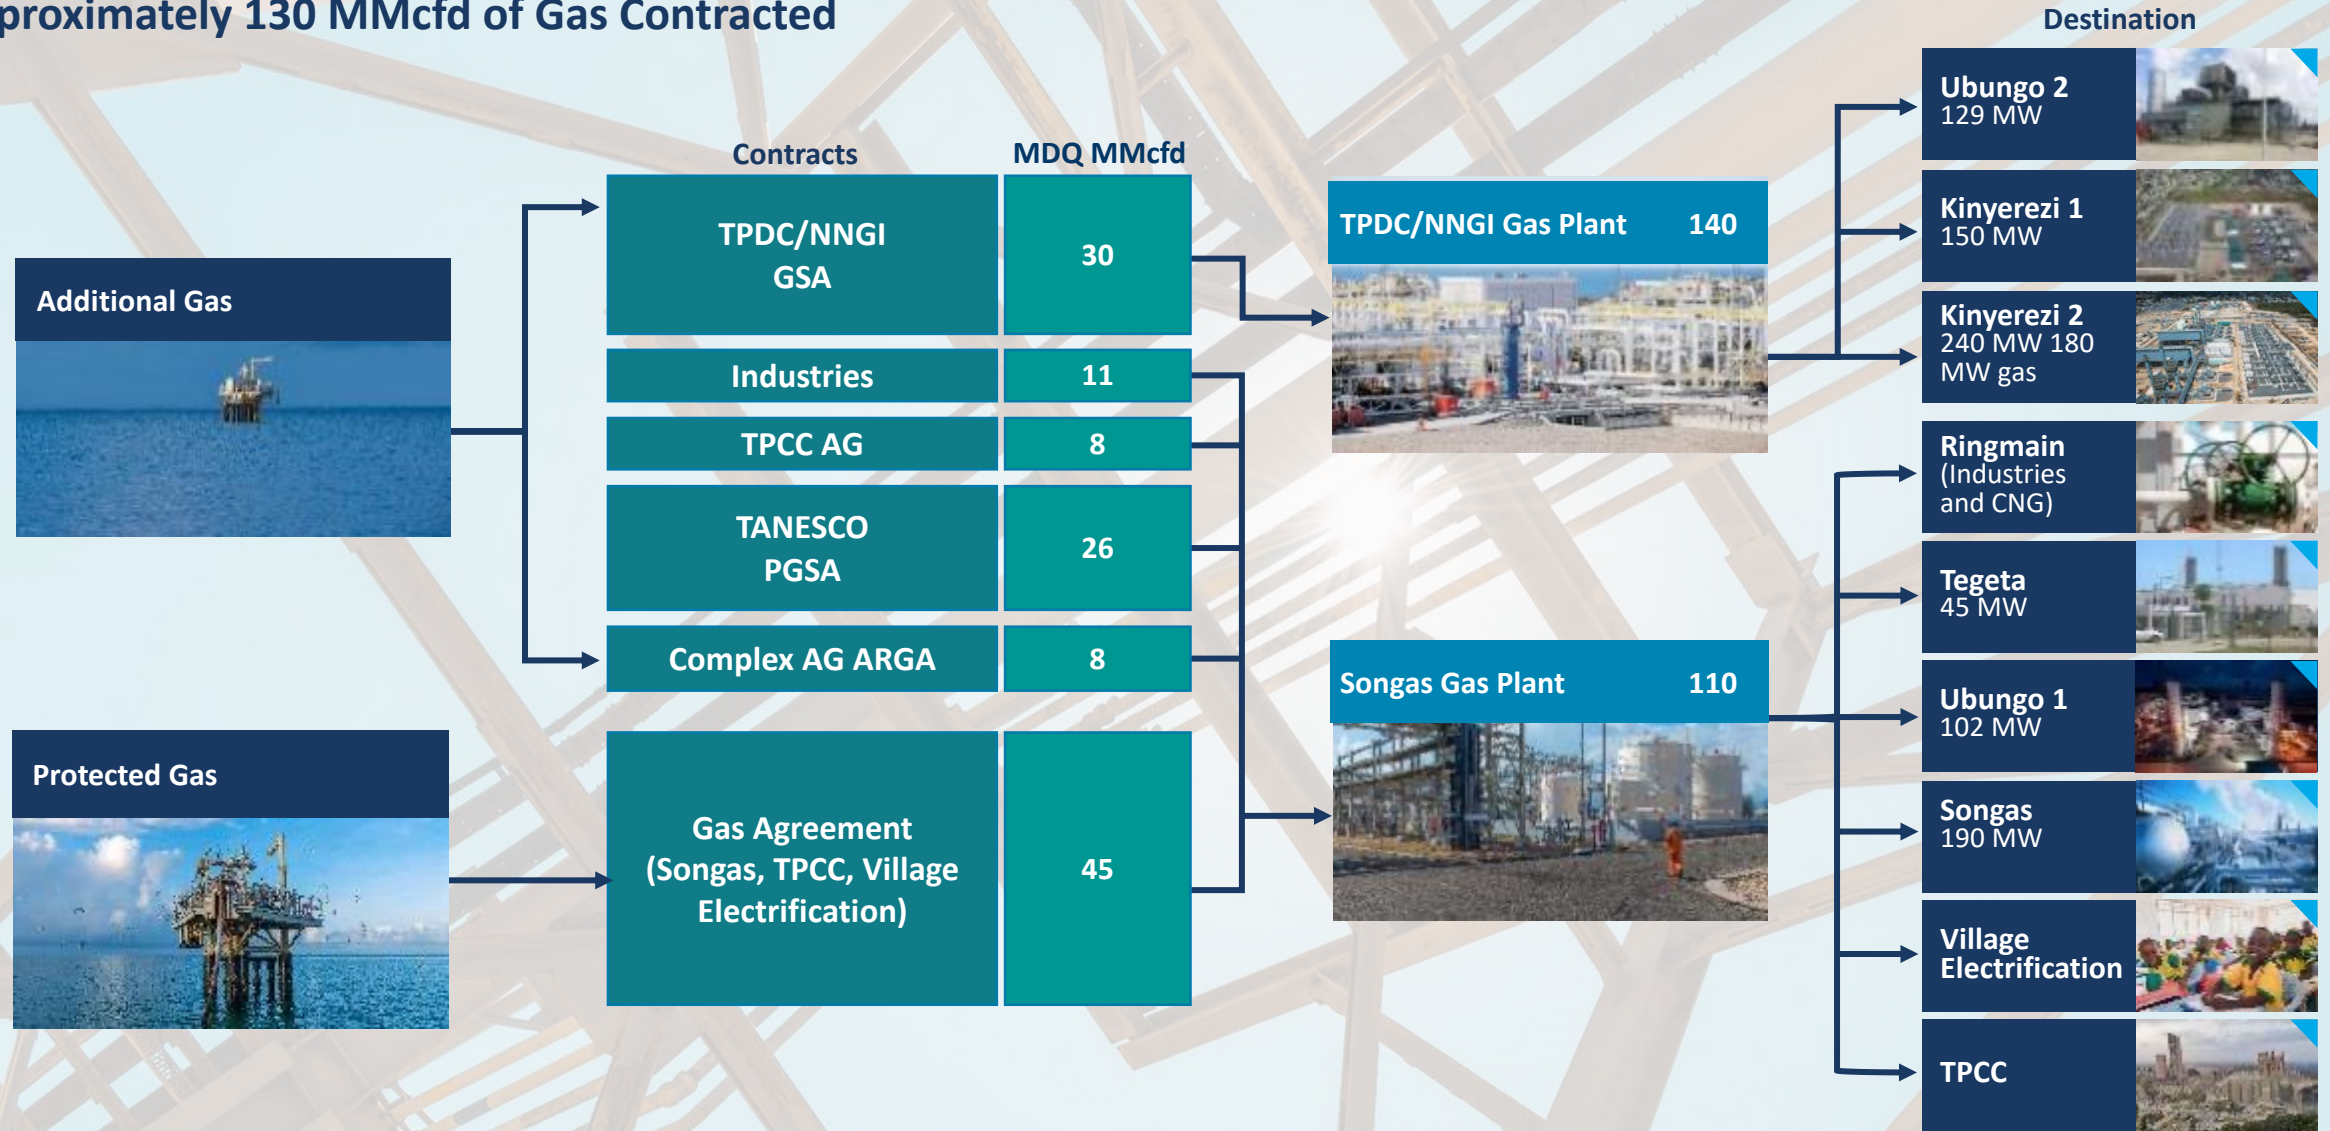 proximately 130 MMcfd of Gas Contracted
Destination
Contracts
MDQ MMcfd
Additional Gas
Protected Gas
TPDC/NNGI
GSA
30
Industries
11
TPCC AG
8
TANESCO
PGSA
26
Complex AG ARGA
8
Gas Agreement
(Songas, TPCC, Village
Electrification)
45
TPDC/NNGI Gas Plant 140
Songas Gas Plant 110
Ubungo 2
129 MW
Kinyerezi 1
150 MW
Kinyerezi 2
240 MW 180
MW gas
Ringmain
(Industries
and CNG)
Tegeta
45 MW
Ubungo 1
102 MW
Songas
190 MW
Village
Electrification
TPCC